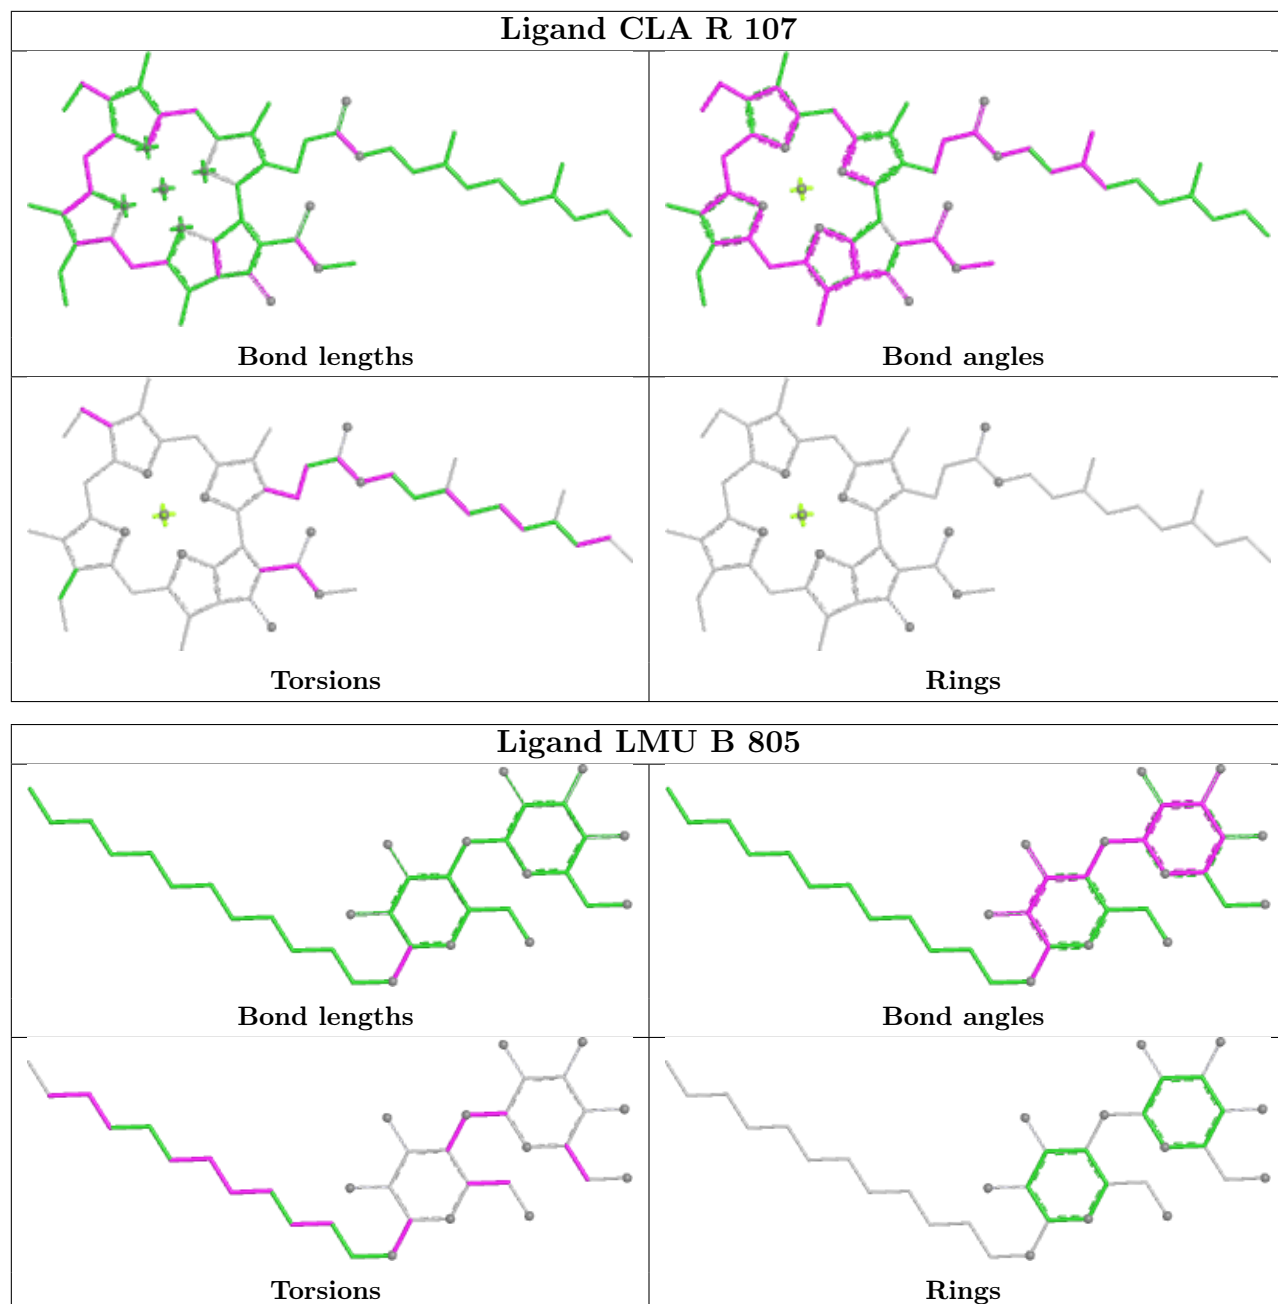 Ligand CLA R 107
Bond lengths
Bond angles
Torsions
Rings
Ligand LMU B 805
Bond lengths
Bond angles
Torsions
Rings